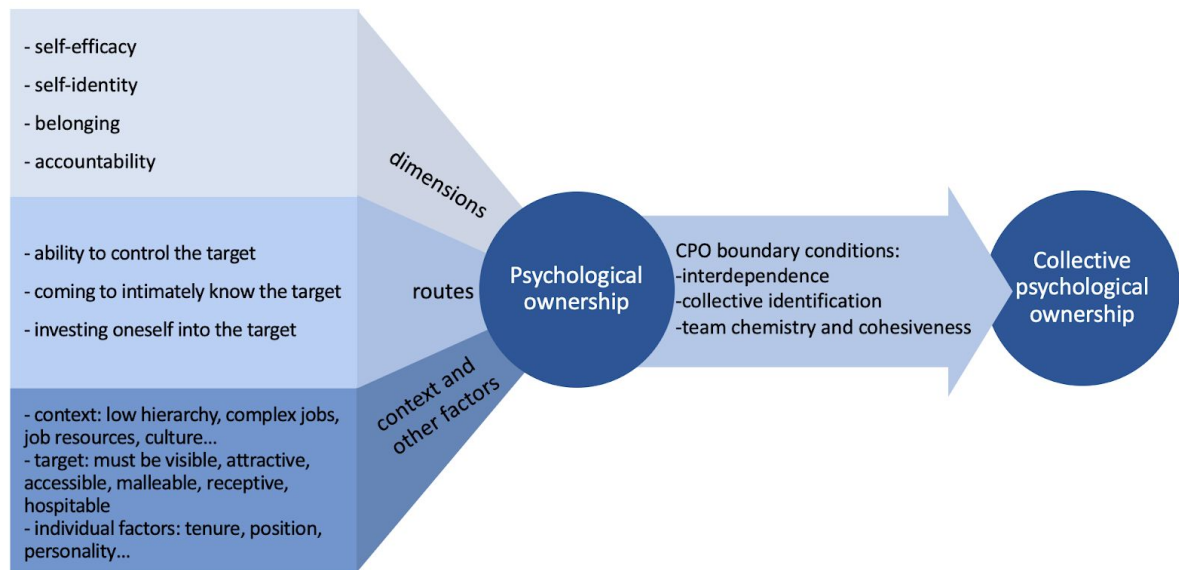 - self-efficacy
- self-identity
- belonging
- accountability
dimensions
- ability to control the target
- coming to intimately know the target
- investing oneself into the target
routes
- context: low hierarchy, complex jobs,
job resources, culture...
- target: must be visible, attractive,
accessible, malleable, receptive,
hospitable
- individual factors: tenure, position,
personality...
context and
other factors
Psychological
ownership
CPO boundary conditions:
-interdependence
-collective identification
-team chemistry and cohesiveness
Collective
psychological
ownership